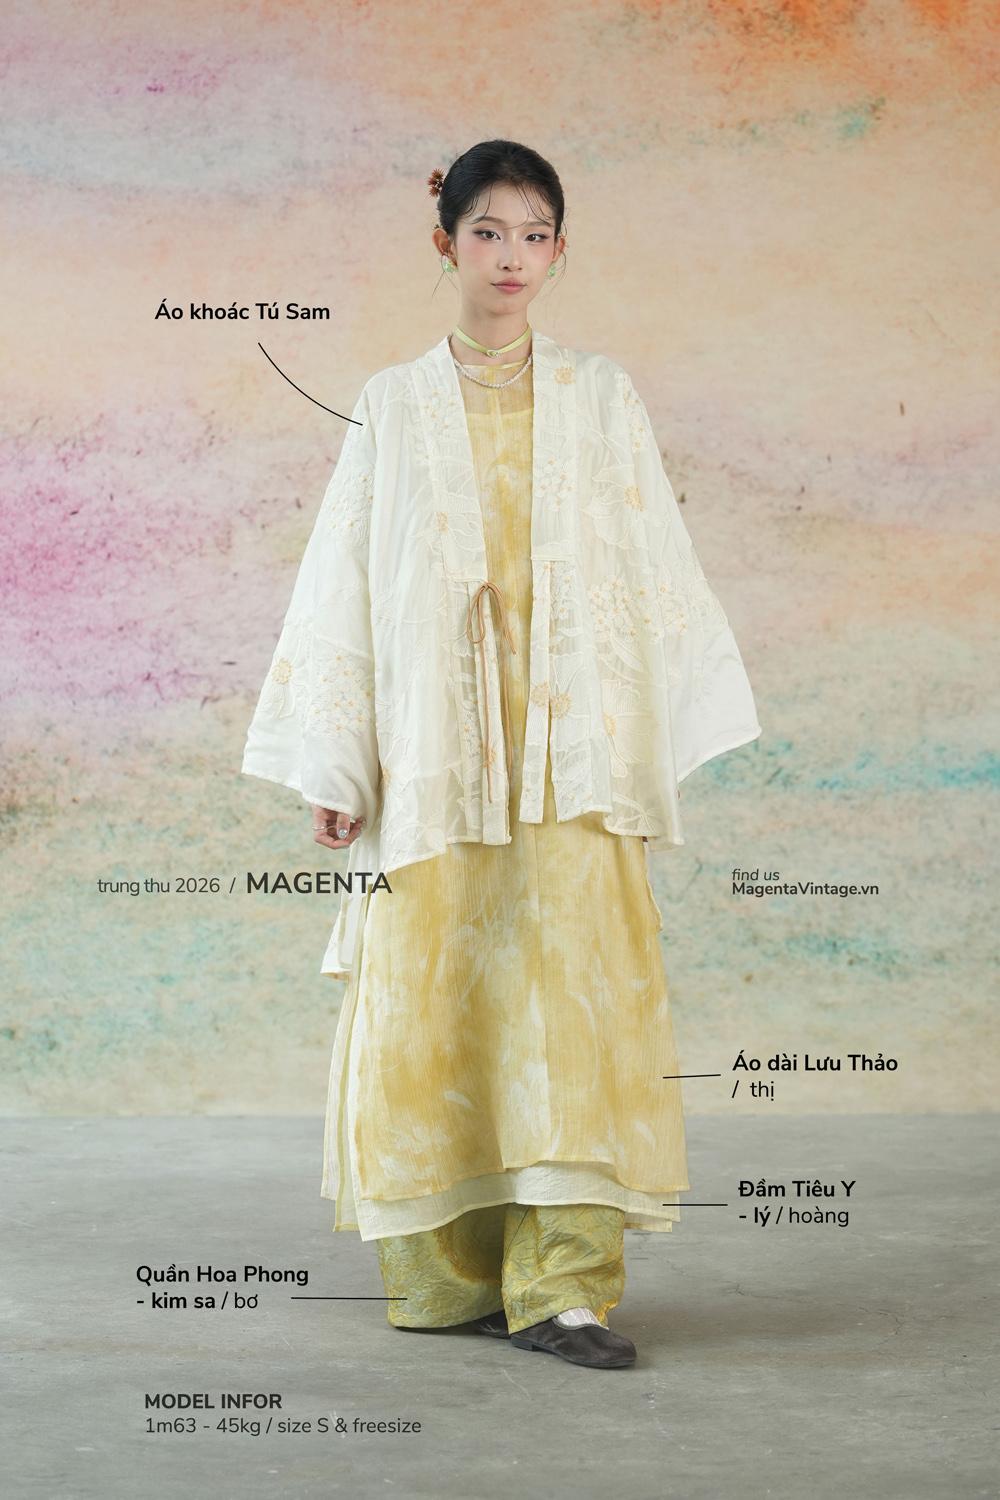 Áo khoác Tú Sam
trung thu 2026 / MAGENTA
find us
MagentaVintage.vn
Áo dài Lưu Thảo
/ thị
Đầm Tiêu Y
- lý / hoàng
Quần Hoa Phong
- kim sa / bơ
MODEL INFOR
1m63 - 45kg / size S & freesize